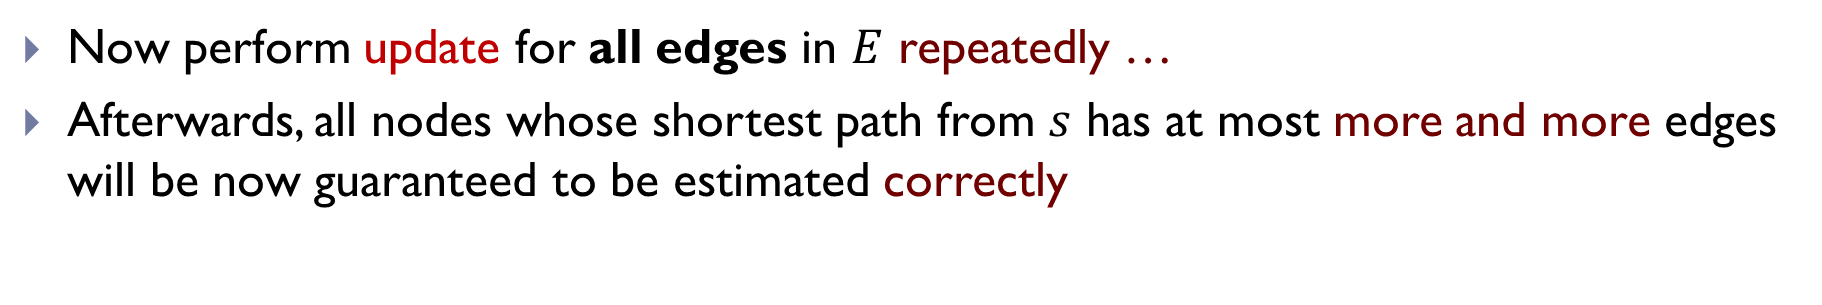 Now perform update for all edges in E repeatedly …
Afterwards, all nodes whose shortest path from s has at most more and more edges
will be now guaranteed to be estimated correctly